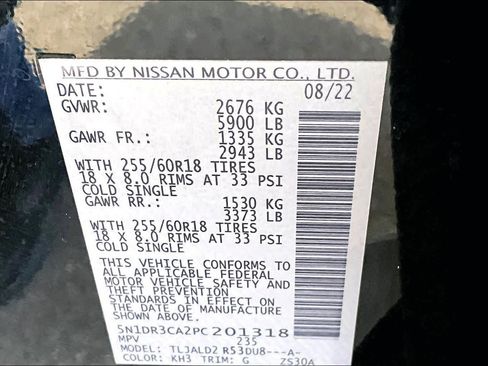 MFD BY NISSAN MOTOR CO., LTD.
DATE: 08/22
GVWR: 2676 KG
5900 LB
GAWR FR.: 1335 KG
2943 LB
WITH 255/60R18 TIRES
18 X 8.0 RIMS AT 33 PSI
COLD SINGLE
GAWR RR.: 1530 KG
3373 LB
WITH 255/60R18 TIRES
18 X 8.0 RIMS AT 33 PSI
COLD SINGLE
THIS VEHICLE CONFORMS TO
ALL APPLICABLE FEDERAL
MOTOR VEHICLE SAFETY AND
THEFT PREVENTION
STANDARDS IN EFFECT ON
THE DATE OF MANUFACTURE
SHOWN ABOVE.
5N1DR3CA2PC201318
MPV 235
MODEL: TLJALD2 R53DU8---A-
COLOR: KH3 TRIM: G ZS30A